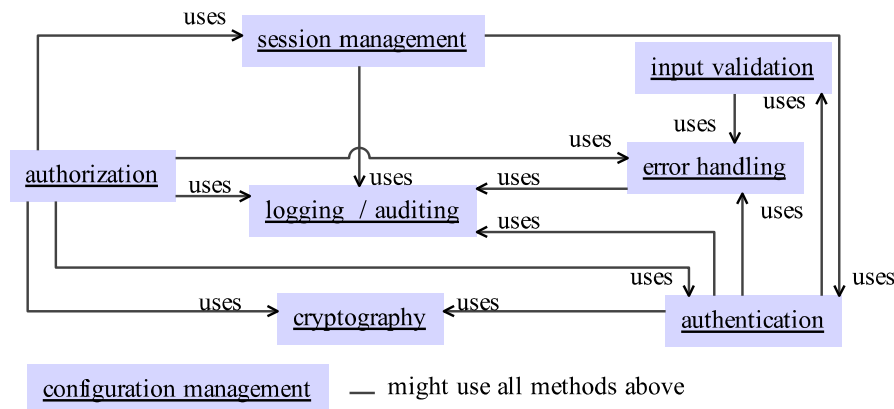 uses
session management
input validation
uses
uses
uses
authorization
error handling
uses
uses
uses
logging / auditing
uses
uses
uses
uses
uses
uses
cryptography
authentication
configuration management
might use all methods above